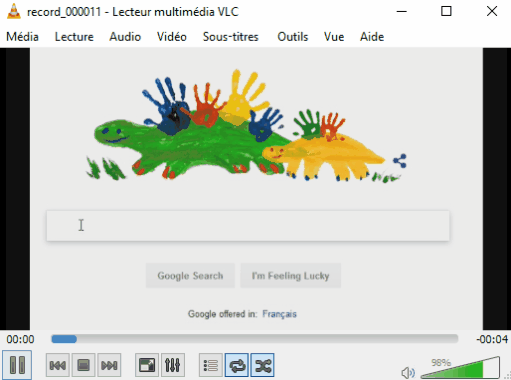 record_000011 - Lecteur multimédia VLC
Média Lecture Audio Vidéo Sous-titres Outils Vue Aide
Google Search I'm Feeling Lucky
Google offered in: Français
00:00 -00:04
98%